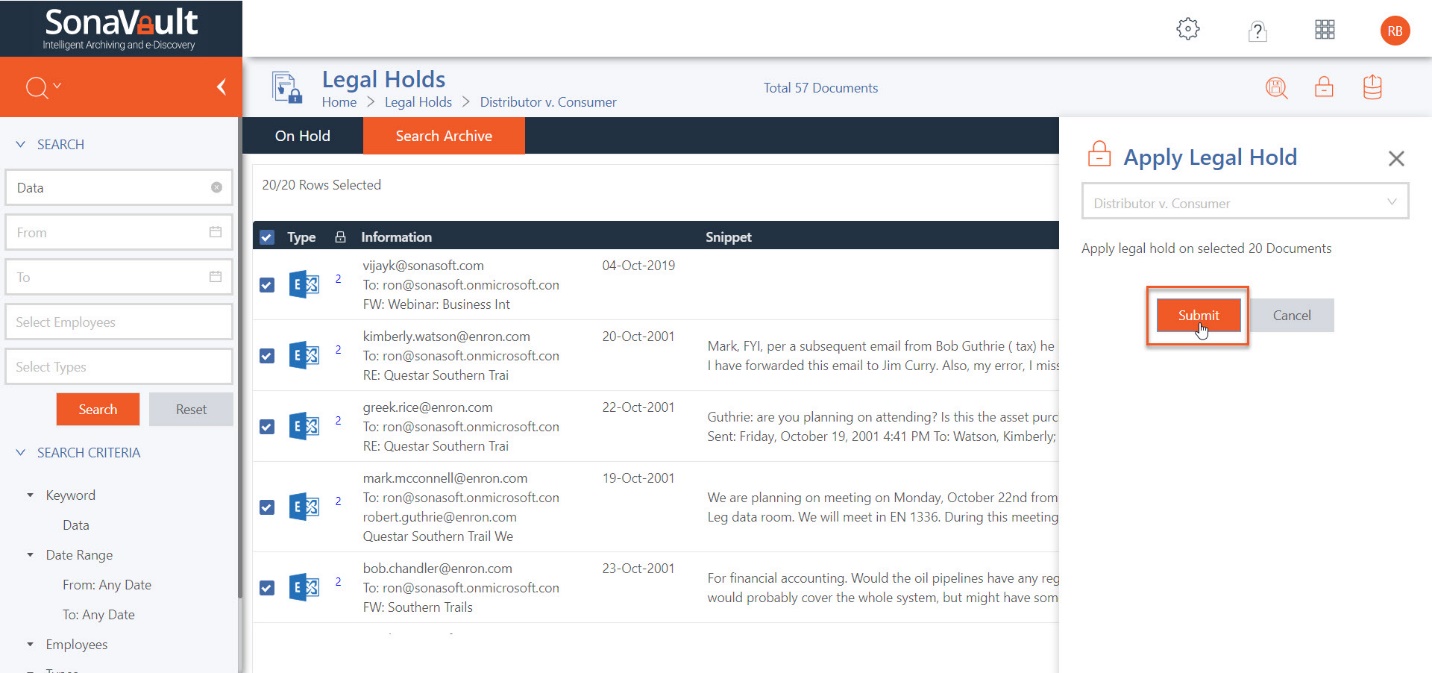 SonaVault
Intelligent Archiving and e-Discovery
?
RB
Legal Holds
Home > Legal Holds > Distributor v. Consumer
Total 57 Documents
SEARCH
Data
From
To
Select Employees
Select Types
Search Reset
SEARCH CRITERIA
Keyword
Data
Date Range
From: Any Date
To: Any Date
Employees
On Hold Search Archive
20/20 Rows Selected
Type Information Snippet
vijayk@sonasoft.com 04-Oct-2019
2
To: ron@sonasoft.onmicrosoft.con
FW: Webinar: Business Int
kimberly.watson@enron.com 20-Oct-2001
2
To: ron@sonasoft.onmicrosoft.con
RE: Questar Southern Trai
Mark, FYI, per a subsequent email from Bob Guthrie ( tax) he
I have forwarded this email to Jim Curry. Also, my error, I miss
greek.rice@enron.com 22-Oct-2001
2
To: ron@sonasoft.onmicrosoft.con
RE: Questar Southern Trai
Guthrie: are you planning on attending? Is this the asset purc
Sent: Friday, October 19, 2001 4:41 PM To: Watson, Kimberly;
mark.mcconnell@enron.com 19-Oct-2001
2
To: ron@sonasoft.onmicrosoft.con
robert.guthrie@enron.com
Questar Southern Trail We
We are planning on meeting on Monday, October 22nd from
Leg data room. We will meet in EN 1336. During this meeting
bob.chandler@enron.com 23-Oct-2001
2
To: ron@sonasoft.onmicrosoft.con
FW: Southern Trails
For financial accounting. Would the oil pipelines have any reg
would probably cover the whole system, but might have som
Apply Legal Hold
Distributor v. Consumer
Apply legal hold on selected 20 Documents
Submit Cancel